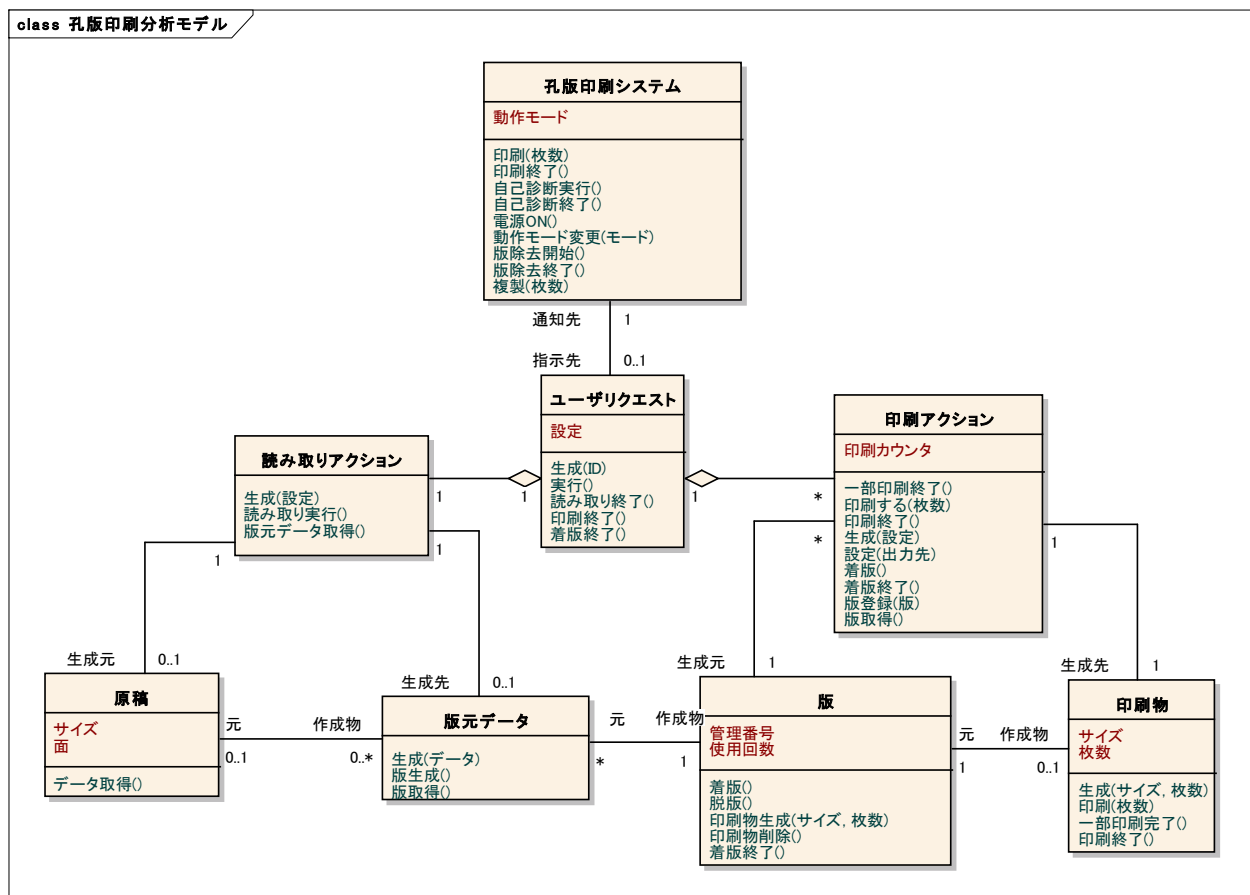 class 孔版印刷分析モデル
孔版印刷システム
動作モード
印刷(枚数)
印刷終了()
自己診断実行()
自己診断終了()
電源ON()
動作モード変更(モード)
版除去開始()
版除去終了()
複製(枚数)
通知先
1
指示先
0..1
ユーザリクエスト
設定
生成(ID)
実行()
読み取り終了()
印刷終了()
着版終了()
読み取りアクション
生成(設定)
読み取り実行()
版元データ取得()
1
1
1
*
印刷アクション
印刷カウンタ
一部印刷終了()
印刷する(枚数)
印刷終了()
生成(設定)
設定(出力先)
着版()
着版終了()
版登録(版)
版取得()
1
1
*
1
生成元
0..1
生成先
0..1
生成元
1
生成先
1
原稿
サイズ
面
データ取得()
元
作成物
0..1
0..*
版元データ
生成(データ)
版生成()
版取得()
元
作成物
*
1
版
管理番号
使用回数
着版()
脱版()
印刷物生成(サイズ, 枚数)
印刷物削除()
着版終了()
元
作成物
1
0..1
印刷物
サイズ
枚数
生成(サイズ, 枚数)
印刷(枚数)
一部印刷完了()
印刷終了()